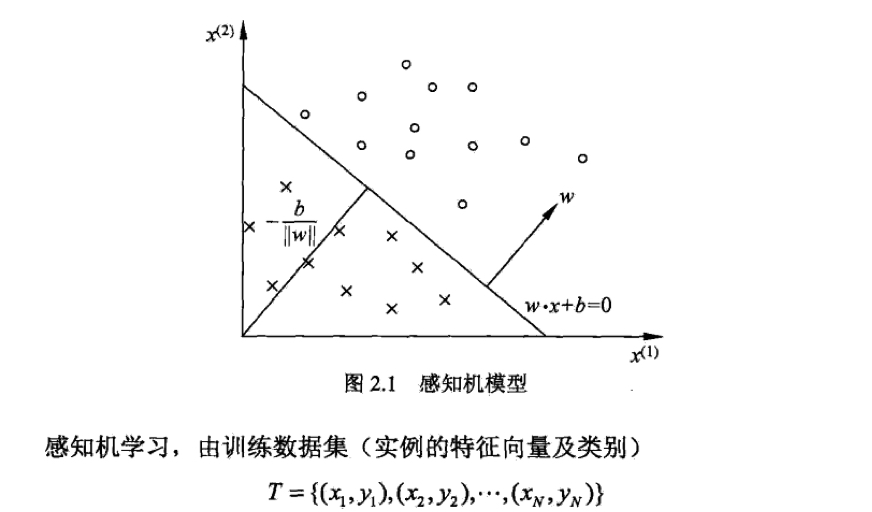 x⁽²⁾
w
−b/‖w‖
w·x+b=0
x⁽¹⁾
图 2.1 感知机模型
感知机学习，由训练数据集（实例的特征向量及类别）
T = {(x₁, y₁), (x₂, y₂), ⋯, (x_N, y_N)}